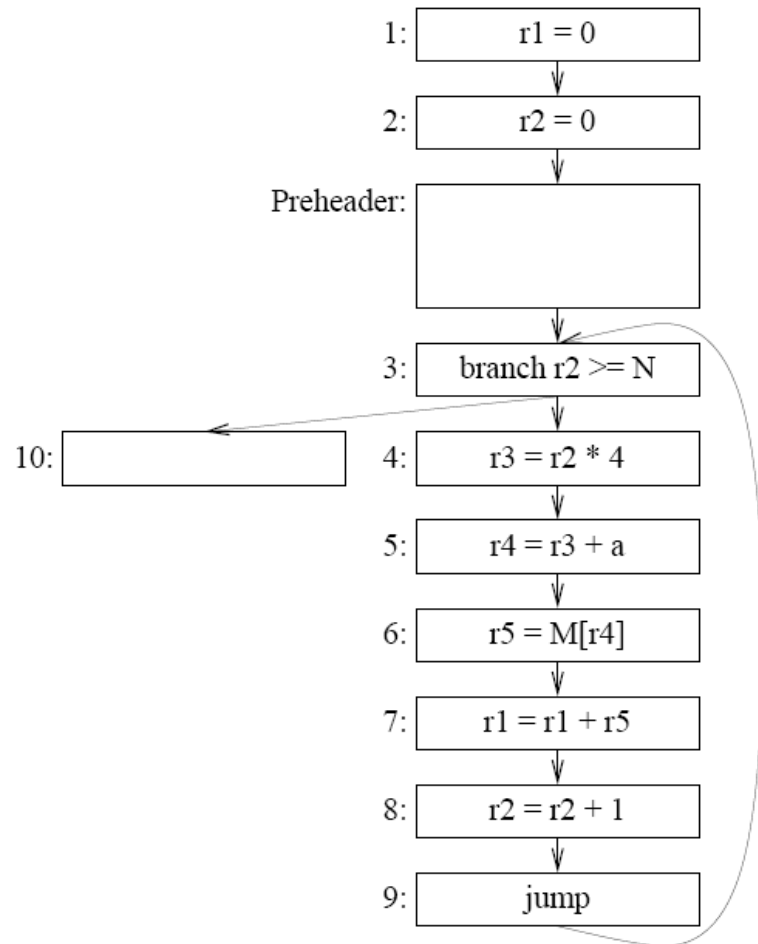 1: r1 = 0
2: r2 = 0
Preheader:
3: branch r2 >= N
10:
4: r3 = r2 * 4
5: r4 = r3 + a
6: r5 = M[r4]
7: r1 = r1 + r5
8: r2 = r2 + 1
9: jump